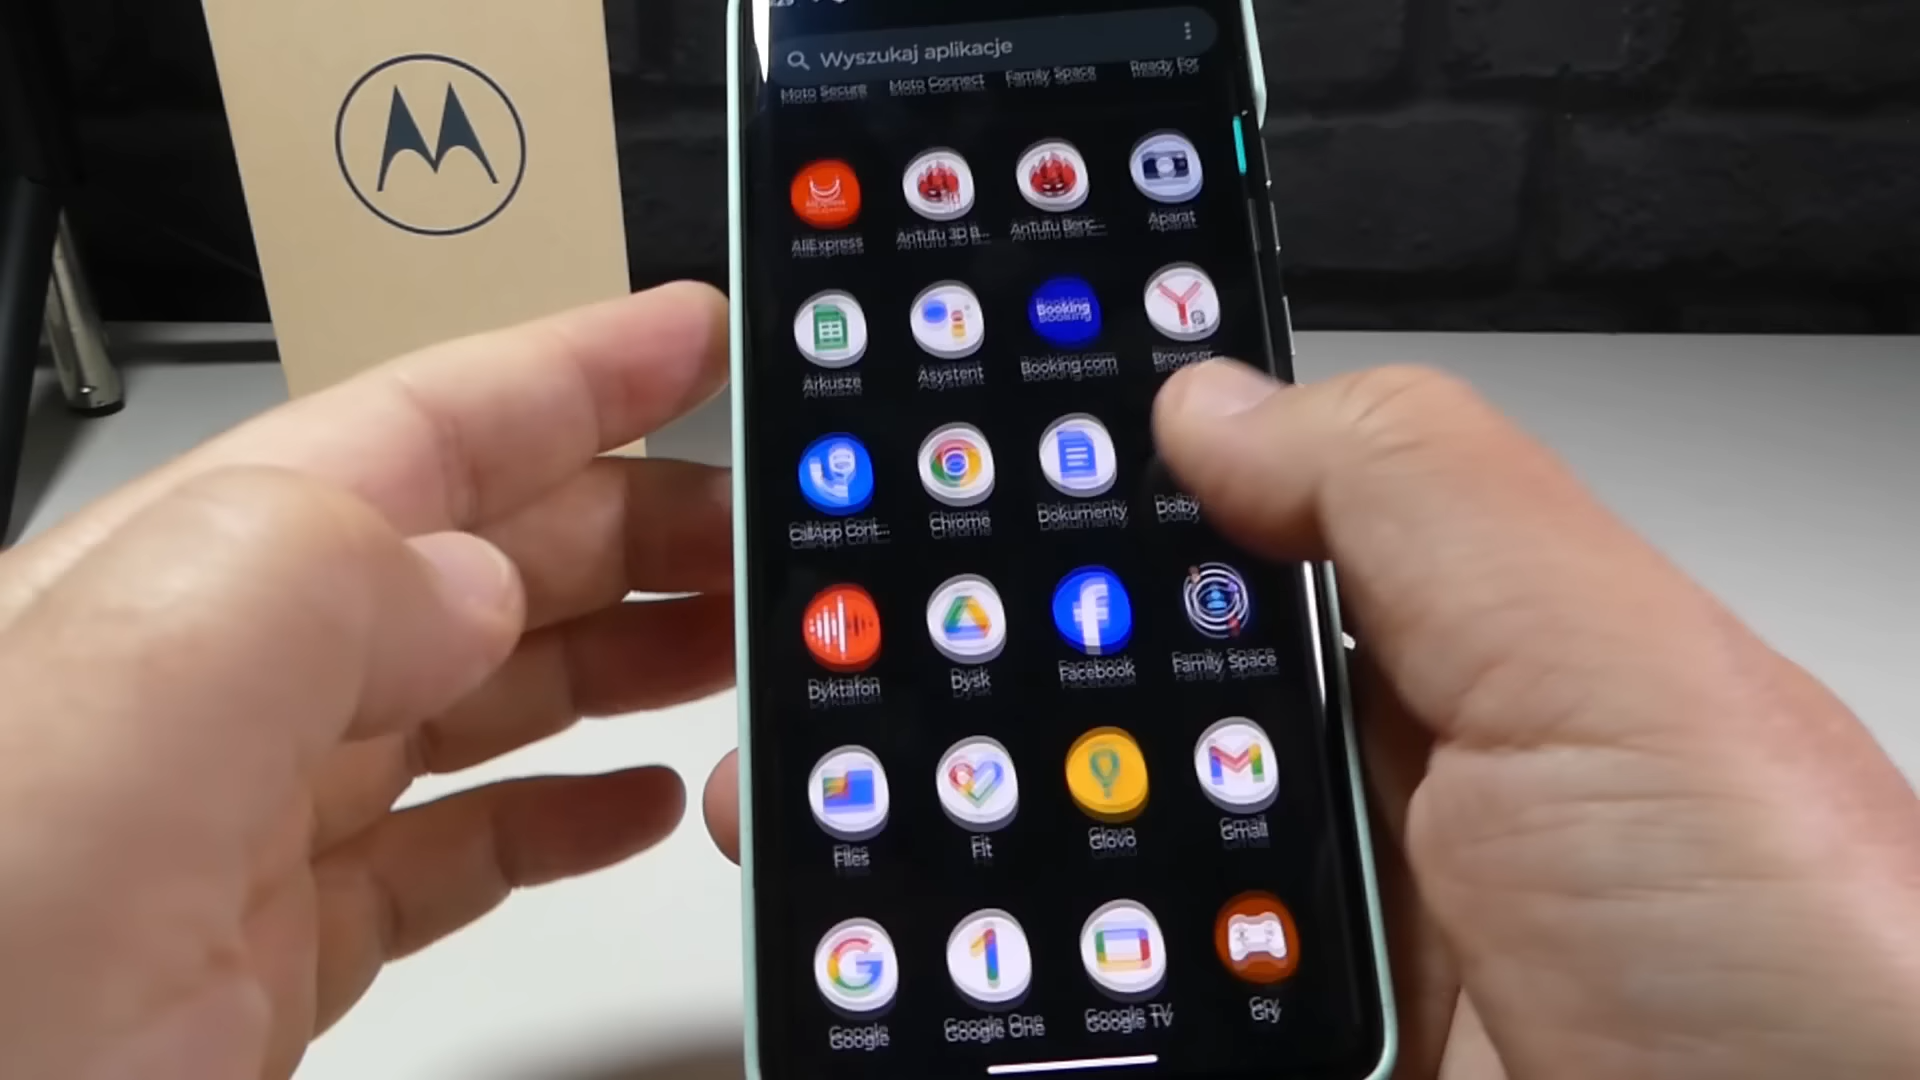 Wyszukaj aplikacje
Moto Secure Moto Connect Family Space Ready For
AliExpress AnTuTu 3D B... AnTuTu Benc... Aparat
Booking
Arkusze Asystent Booking.com Browser
CallApp Cont... Chrome Dokumenty Dolby
Dyktafon Dysk Facebook Family Space
Files Fit Glovo Gmail
Google Google One Google TV Gry